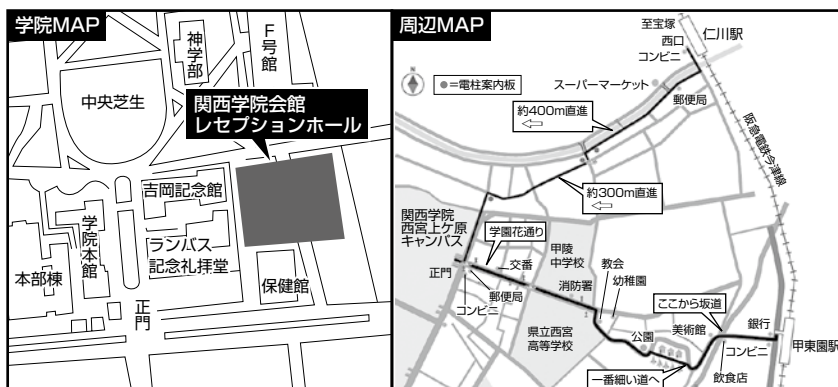 学院MAP
神学部
F号館
中央芝生
関西学院会館
レセプションホール
吉岡記念館
学院本館
ランバス
記念礼拝堂
本部棟
保健館
正門
周辺MAP
至宝塚
西口
コンビニ
仁川駅
●=電柱案内板
スーパーマーケット
郵便局
約400m直進
阪急電鉄今津線
約300m直進
関西学院
西宮上ケ原
キャンパス
学園花通り
甲陵
中学校
正門
交番
教会
幼稚園
消防署
郵便局
コンビニ
ここから坂道
県立西宮
高等学校
公園
美術館
銀行
甲東園駅
コンビニ
一番細い道へ
飲食店